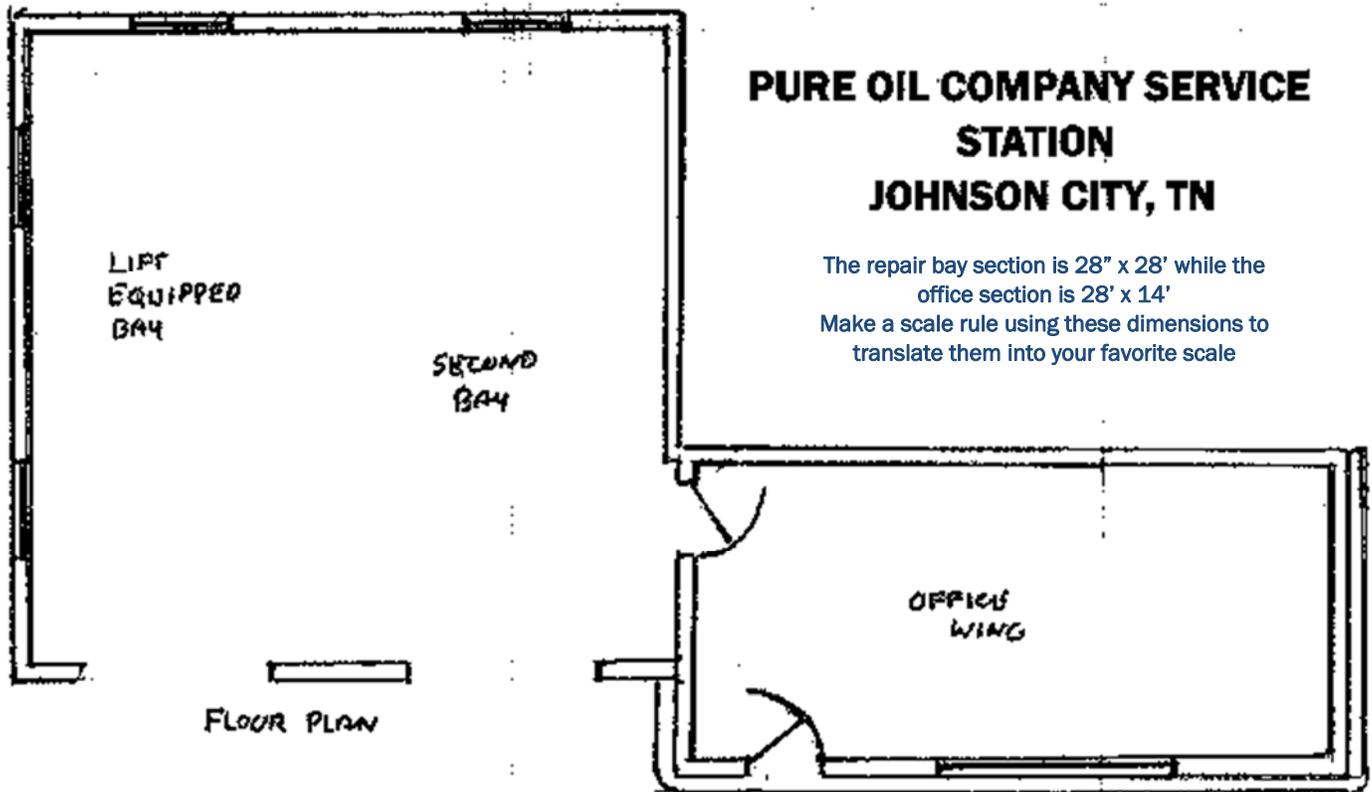 PURE OIL COMPANY SERVICE
STATION
JOHNSON CITY, TN
The repair bay section is 28” x 28’ while the
office section is 28’ x 14’
Make a scale rule using these dimensions to
translate them into your favorite scale
LIFT
EQUIPPED
BAY
SECOND
BAY
OFFICE
WING
FLOOR PLAN